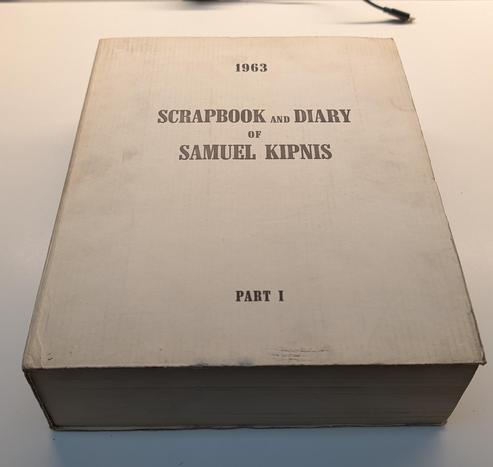 1963
SCRAPBOOK AND DIARY
OF
SAMUEL KIPNIS
PART I